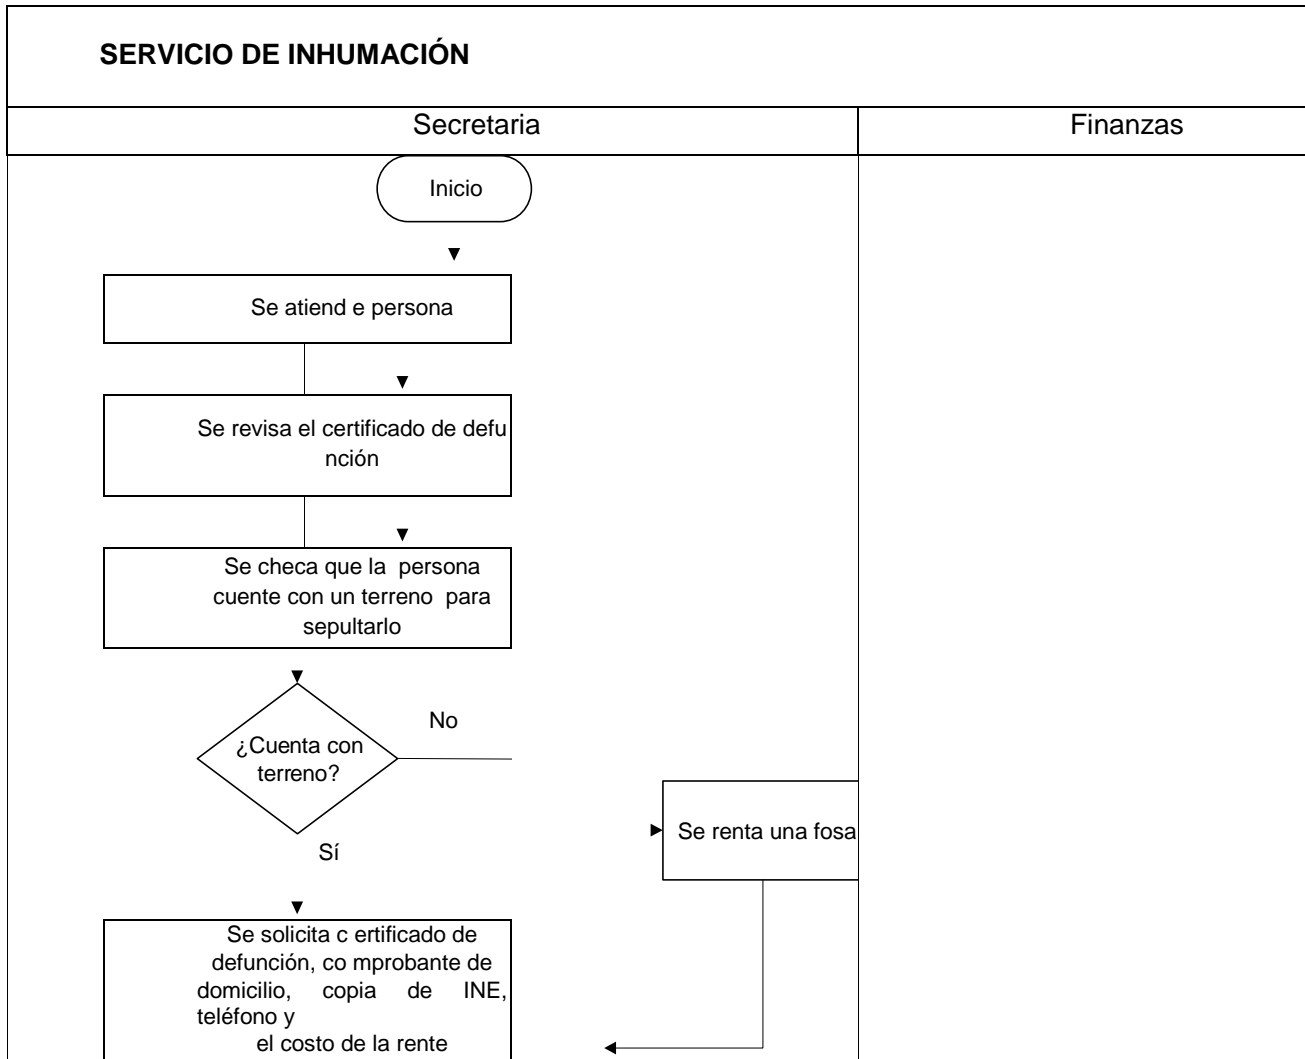 SERVICIO DE INHUMACIÓN
Secretaria
Finanzas
Inicio
Se atiend e persona
Se revisa el certificado de defu
nción
Se checa que la persona
cuente con un terreno para
sepultarlo
No
¿Cuenta con
terreno?
Se renta una fosa
Sí
Se solicita c ertificado de
defunción, co mprobante de
domicilio, copia de INE,
teléfono y
el costo de la rente